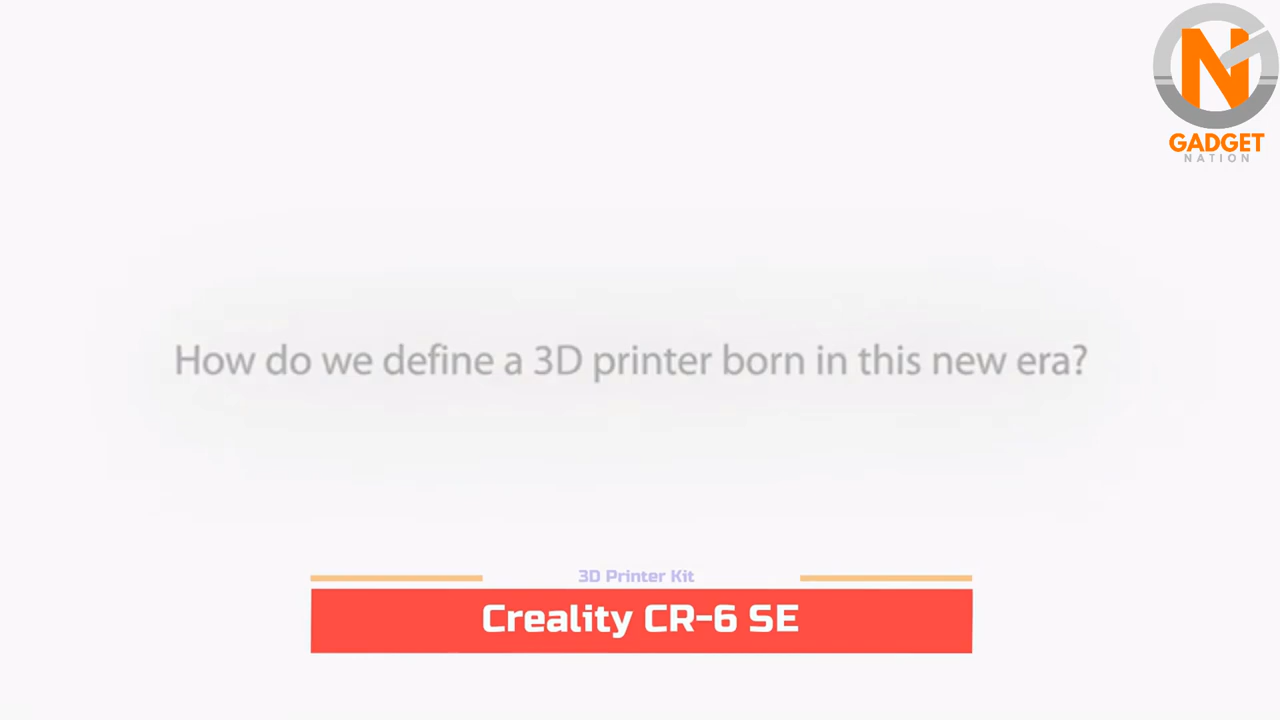 GADGET
NATION
How do we define a 3D printer born in this new era?
3D Printer Kit
Creality CR-6 SE